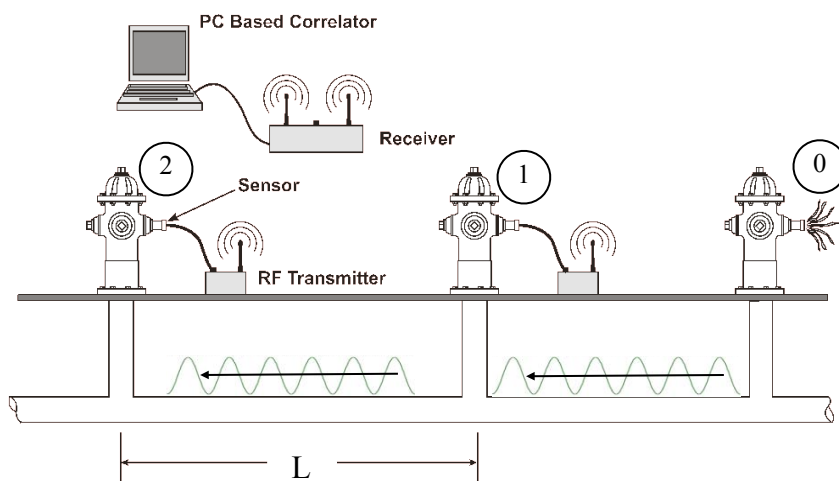 PC Based Correlator
Receiver
2
1
0
Sensor
RF Transmitter
L